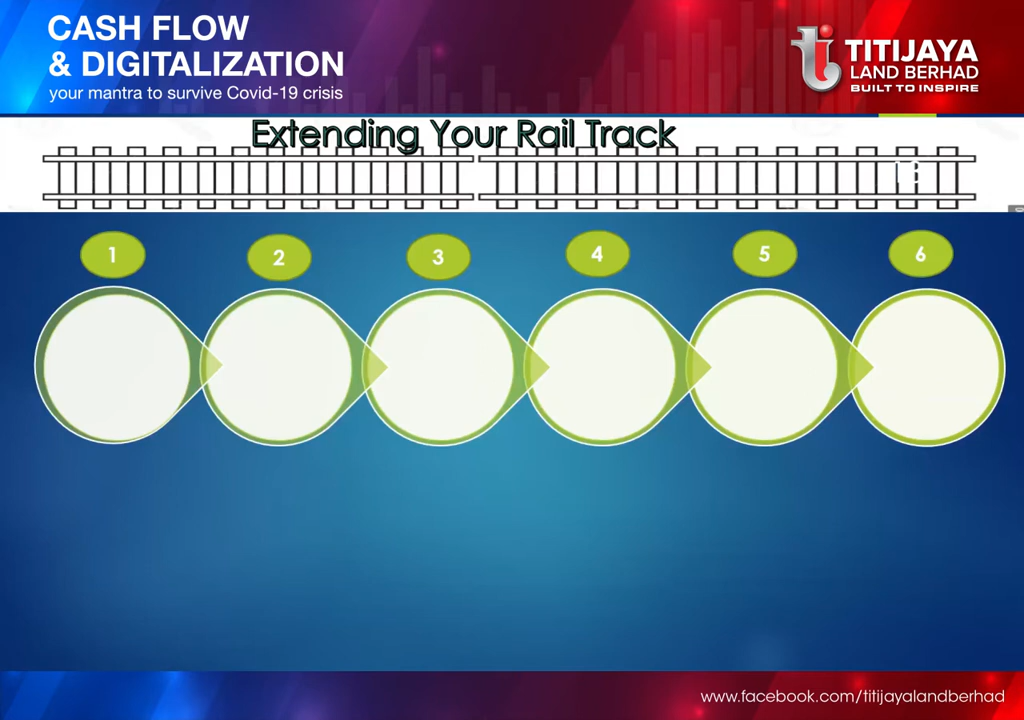 CASH FLOW
& DIGITALIZATION
your mantra to survive Covid-19 crisis
TITIJAYA
LAND BERHAD
BUILT TO INSPIRE
Extending Your Rail Track
1
2
3
4
5
6
www.facebook.com/titijayalandberhad